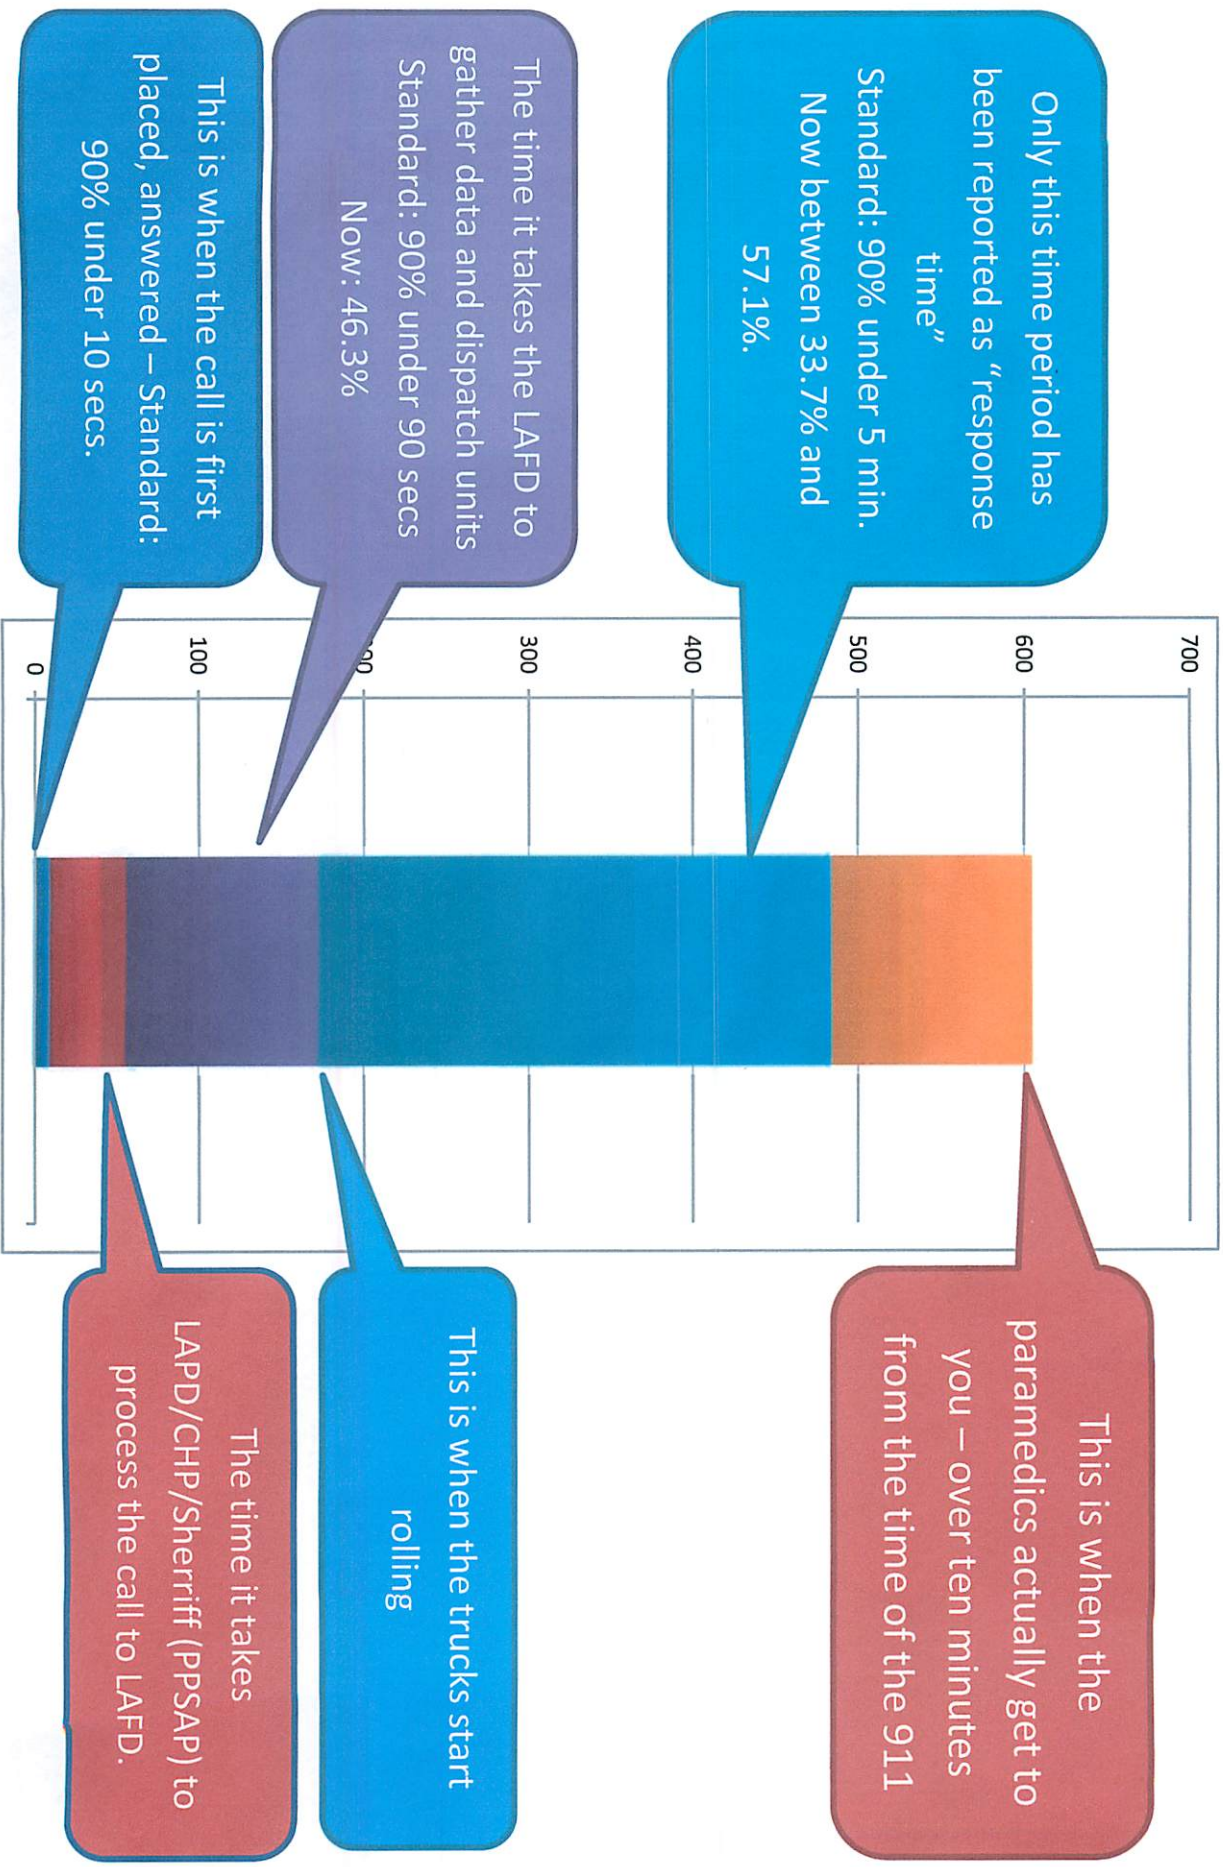 Only this time period has
been reported as “response
time”
Standard: 90% under 5 min.
Now between 33.7% and
57.1%.
The time it takes the LAFD to
gather data and dispatch units
Standard: 90% under 90 secs
Now: 46.3%
This is when the call is first
placed, answered – Standard:
90% under 10 secs.
700
600
500
400
300
100
0
This is when the
paramedics actually get to
you – over ten minutes
from the time of the 911
This is when the trucks start
rolling
The time it takes
LAPD/CHP/Sherriff (PPSAP) to
process the call to LAFD.